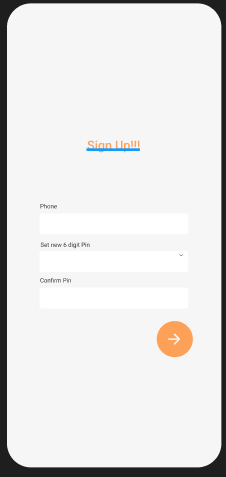 Sign Up!!!
Phone
Set new 6 digit Pin
Confirm Pin